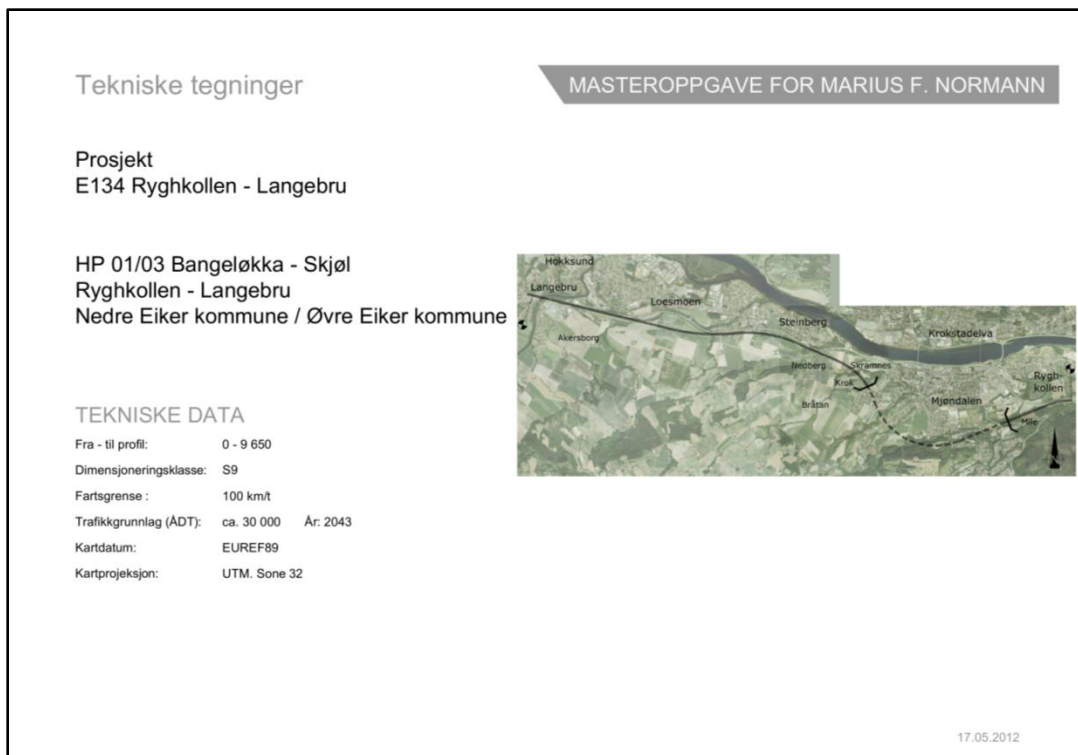 Tekniske tegninger
MASTEROPPGAVE FOR MARIUS F. NORMANN
Prosjekt
E134 Ryghkollen - Langebru
HP 01/03 Bangeløkka - Skjøl
Ryghkollen - Langebru
Nedre Eiker kommune / Øvre Eiker kommune
Hokksund
Langebru
Loesmoen
Steinberg
Krokstadelva
Akersborg
Nedberg
Skramnes
Krok
Rygh-
kollen
Bråtan
Mjøndalen
Mile
TEKNISKE DATA
Fra - til profil: 0 - 9 650
Dimensjoneringsklasse: S9
Fartsgrense : 100 km/t
Trafikkgrunnlag (ÅDT): ca. 30 000 År: 2043
Kartdatum: EUREF89
Kartprojeksjon: UTM. Sone 32
17.05.2012